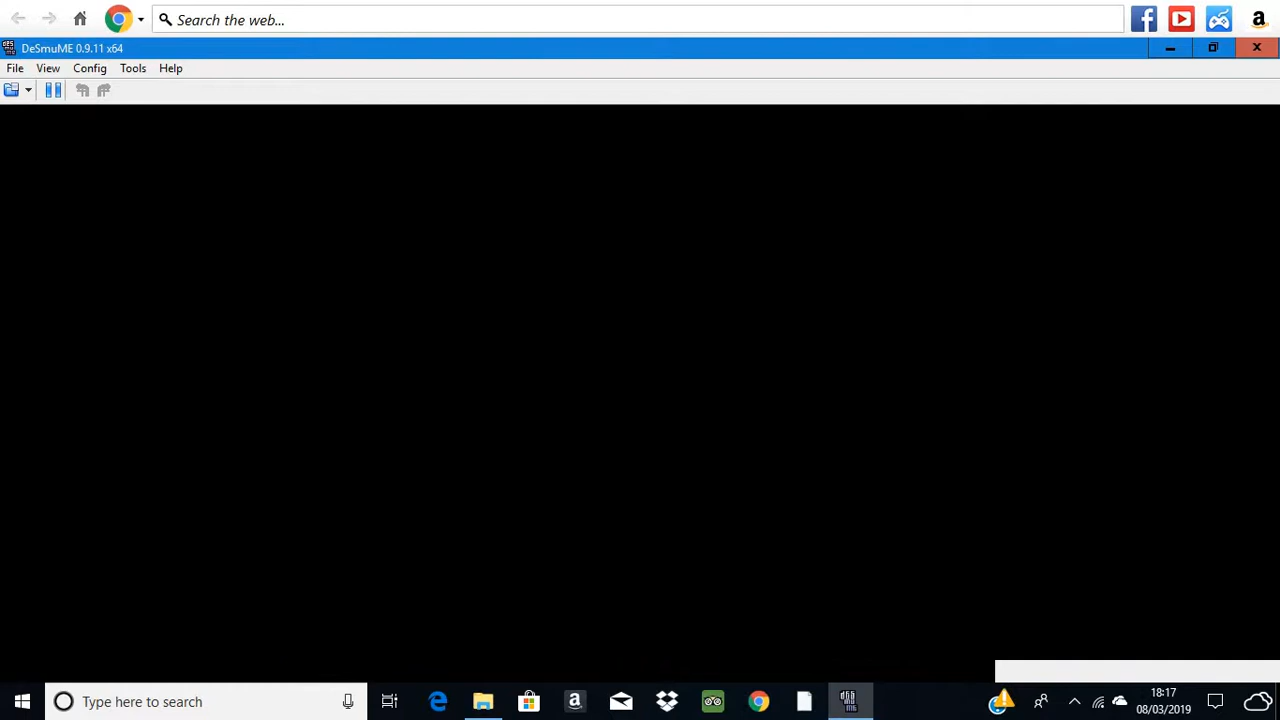 Search the web...
DeSmuME 0.9.11 x64
File View Config Tools Help
Type here to search
18:17
08/03/2019